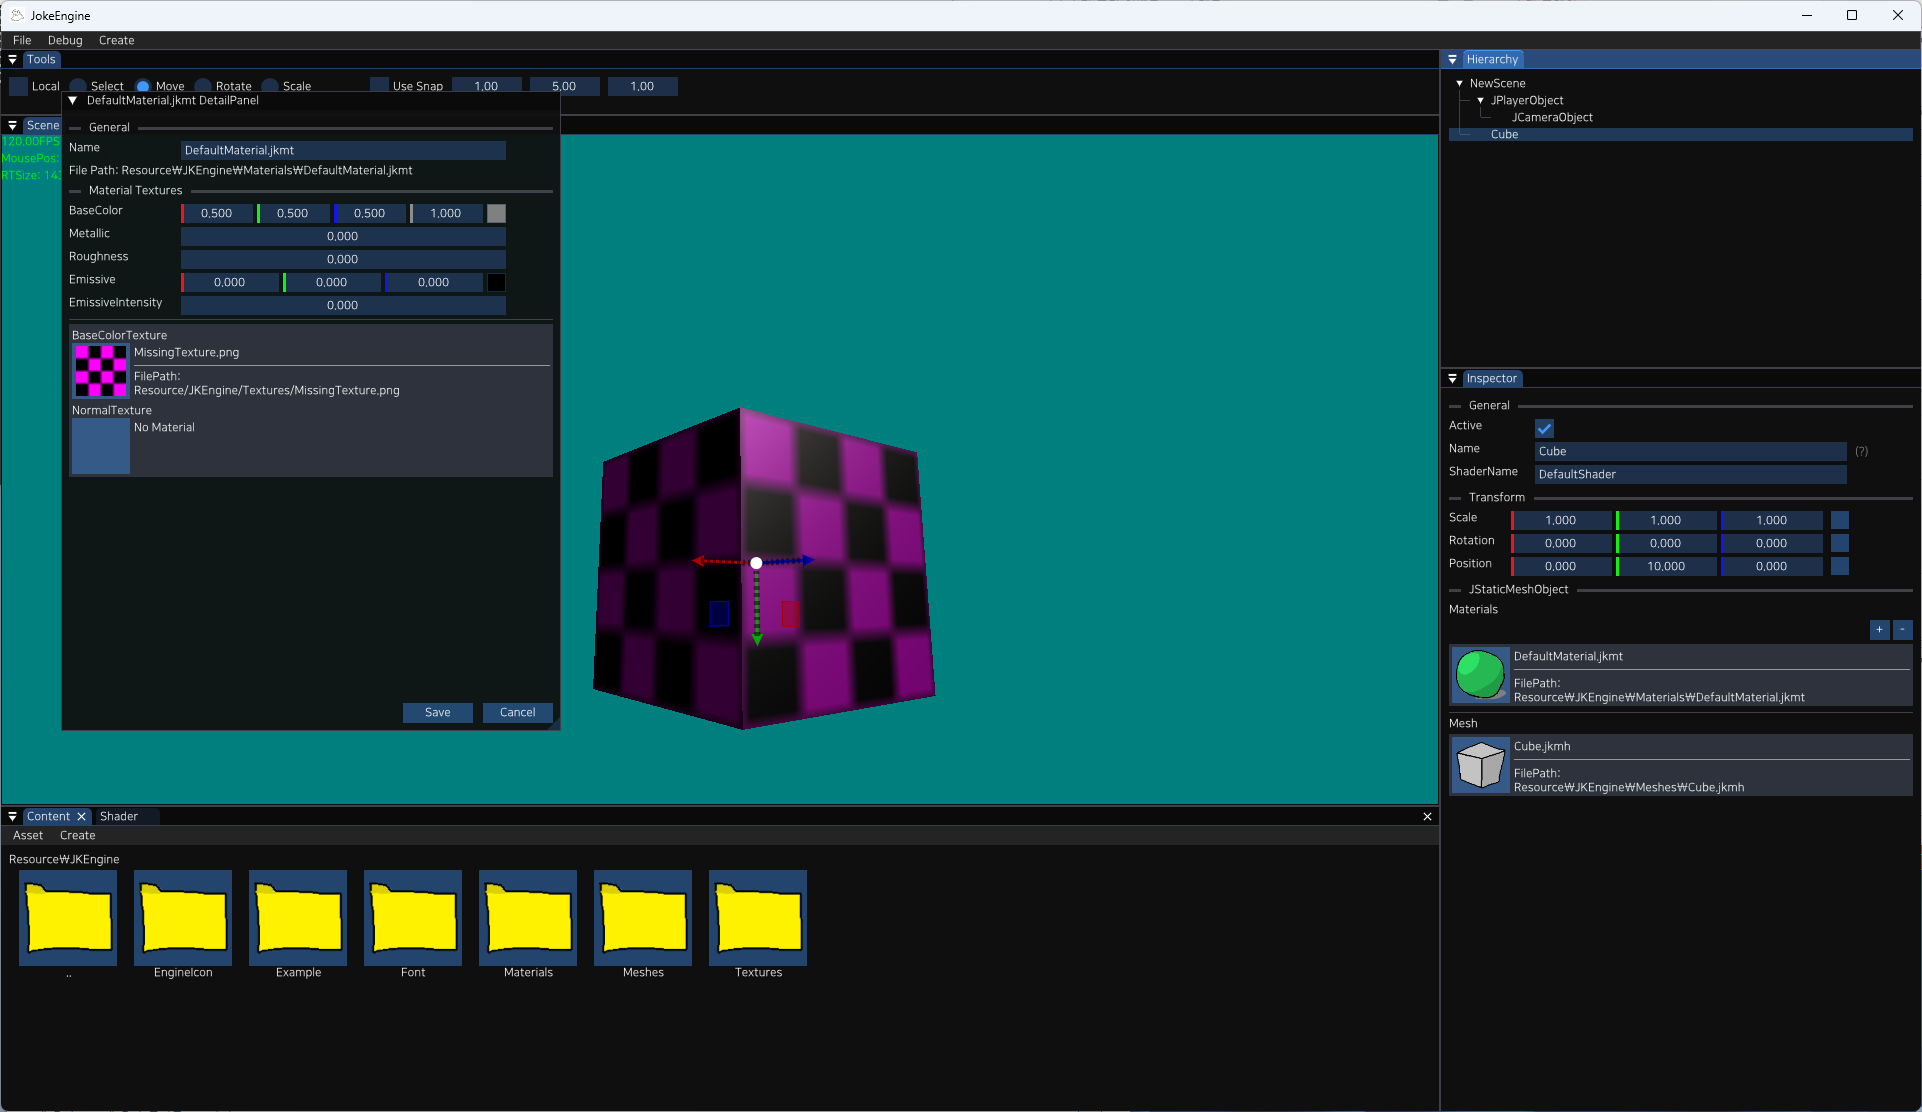 JokeEngine
File Debug Create
Tools
Local Select Move Rotate Scale Use Snap 1.00 5.00 1.00
DefaultMaterial.jkmt DetailPanel
Scene
120.00FPS
MousePos:
RTSize:
General
Name DefaultMaterial.jkmt
File Path: Resource₩JKEngine₩Materials₩DefaultMaterial.jkmt
Material Textures
BaseColor 0.500 0.500 0.500 1.000
Metallic 0.000
Roughness 0.000
Emissive 0.000 0.000 0.000
EmissiveIntensity 0.000
BaseColorTexture
MissingTexture.png
FilePath:
Resource/JKEngine/Textures/MissingTexture.png
NormalTexture
No Material
Save Cancel
Content Shader
Asset Create
Resource₩JKEngine
.. EngineIcon Example Font Materials Meshes Textures
Hierarchy
NewScene
JPlayerObject
JCameraObject
Cube
Inspector
General
Active
Name Cube (?)
ShaderName DefaultShader
Transform
Scale 1.000 1.000 1.000
Rotation 0.000 0.000 0.000
Position 0.000 10.000 0.000
JStaticMeshObject
Materials
+ -
DefaultMaterial.jkmt
FilePath:
Resource₩JKEngine₩Materials₩DefaultMaterial.jkmt
Mesh
Cube.jkmh
FilePath:
Resource₩JKEngine₩Meshes₩Cube.jkmh